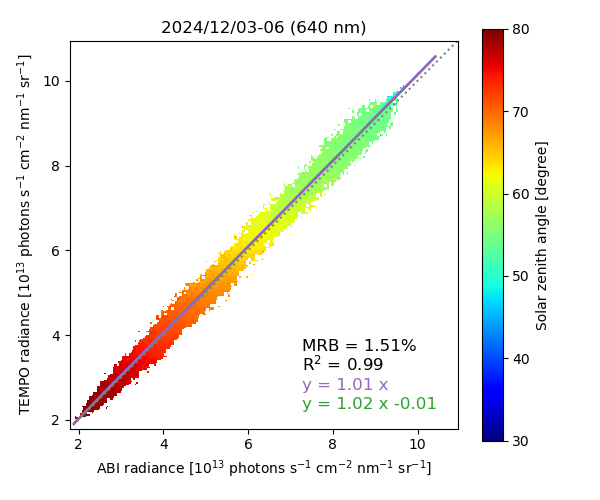 2024/12/03-06 (640 nm)
TEMPO radiance [10¹³ photons s⁻¹ cm⁻² nm⁻¹ sr⁻¹]
10
8
6
4
2
2 4 6 8 10
ABI radiance [10¹³ photons s⁻¹ cm⁻² nm⁻¹ sr⁻¹]
MRB = 1.51%
R² = 0.99
y = 1.01 x
y = 1.02 x -0.01
80
70
60
50
40
30
Solar zenith angle [degree]